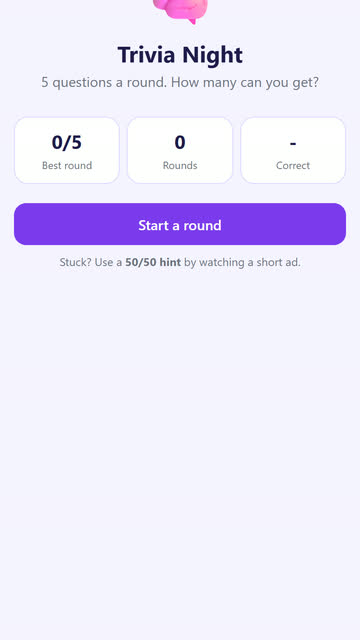 Trivia Night
5 questions a round. How many can you get?
0/5
Best round
0
Rounds
-
Correct
Start a round
Stuck? Use a 50/50 hint by watching a short ad.